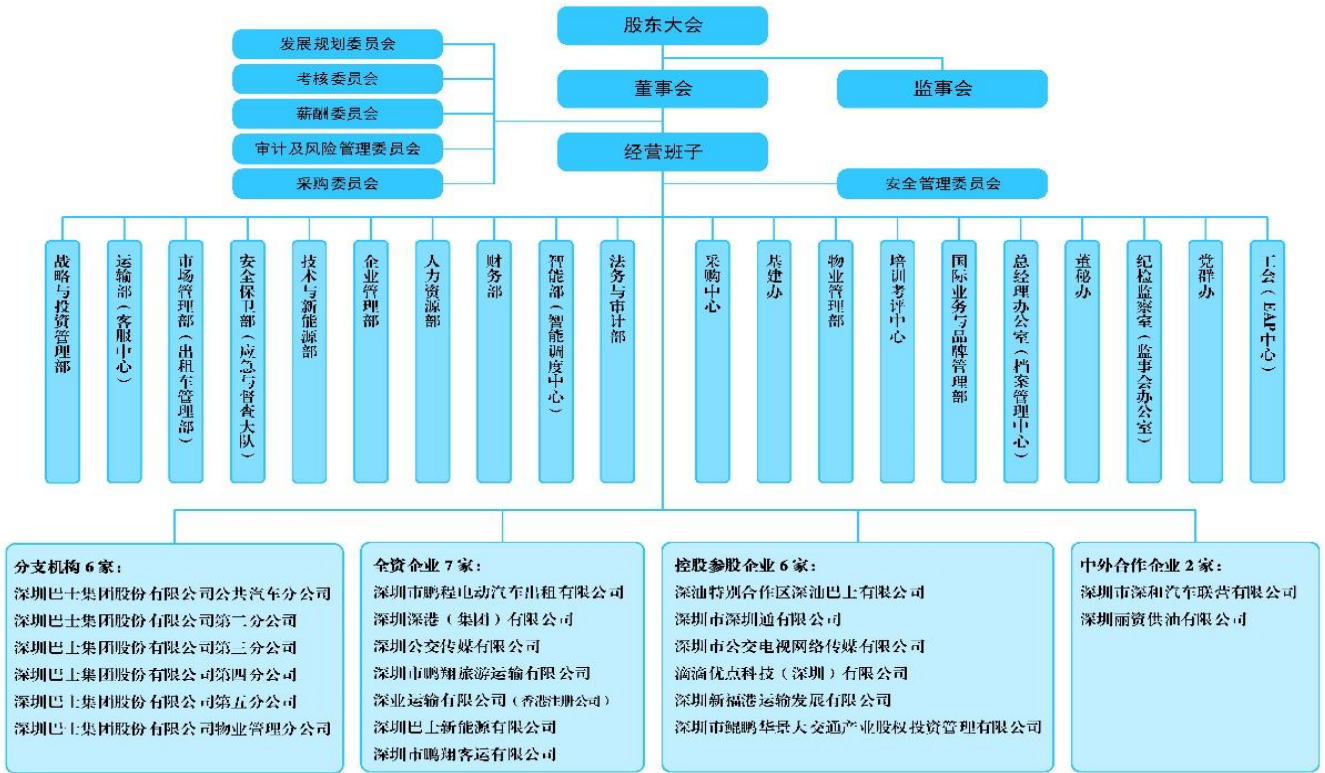 股东大会
发展规划委员会
考核委员会
董事会
监事会
薪酬委员会
审计及风险管理委员会
经营班子
采购委员会
安全管理委员会
战略与投资管理部
运输部（客服中心）
市场管理部（出租车管理部）
安全保卫部（应急与督查大队）
技术与新能源部
企业管理部
人力资源部
财务部
智能部（智能调度中心）
法务与审计部
采购中心
基建办
物业管理部
培训考评中心
国际业务与品牌管理部
总经理办公室（档案管理中心）
董秘办
纪检监察室（监事会办公室）
党群办
工会（EAP中心）
分支机构 6 家：
深圳巴士集团股份有限公司公共汽车分公司
深圳巴士集团股份有限公司第二分公司
深圳巴士集团股份有限公司第三分公司
深圳巴士集团股份有限公司第四分公司
深圳巴士集团股份有限公司第五分公司
深圳巴士集团股份有限公司物业管理分公司
全资企业 7 家：
深圳市鹏程电动汽车出租有限公司
深圳深港（集团）有限公司
深圳公交传媒有限公司
深圳市鹏翔旅游运输有限公司
深业运输有限公司（香港注册公司）
深圳巴士新能源有限公司
深圳市鹏翔客运有限公司
控股参股企业 6 家：
深汕特别合作区深汕巴士有限公司
深圳市深圳通有限公司
深圳市公交电视网络传媒有限公司
滴滴优点科技（深圳）有限公司
深圳新福港运输发展有限公司
深圳市鲲鹏华景大交通产业股权投资管理有限公司
中外合作企业 2 家：
深圳市深和汽车联营有限公司
深圳丽资供油有限公司